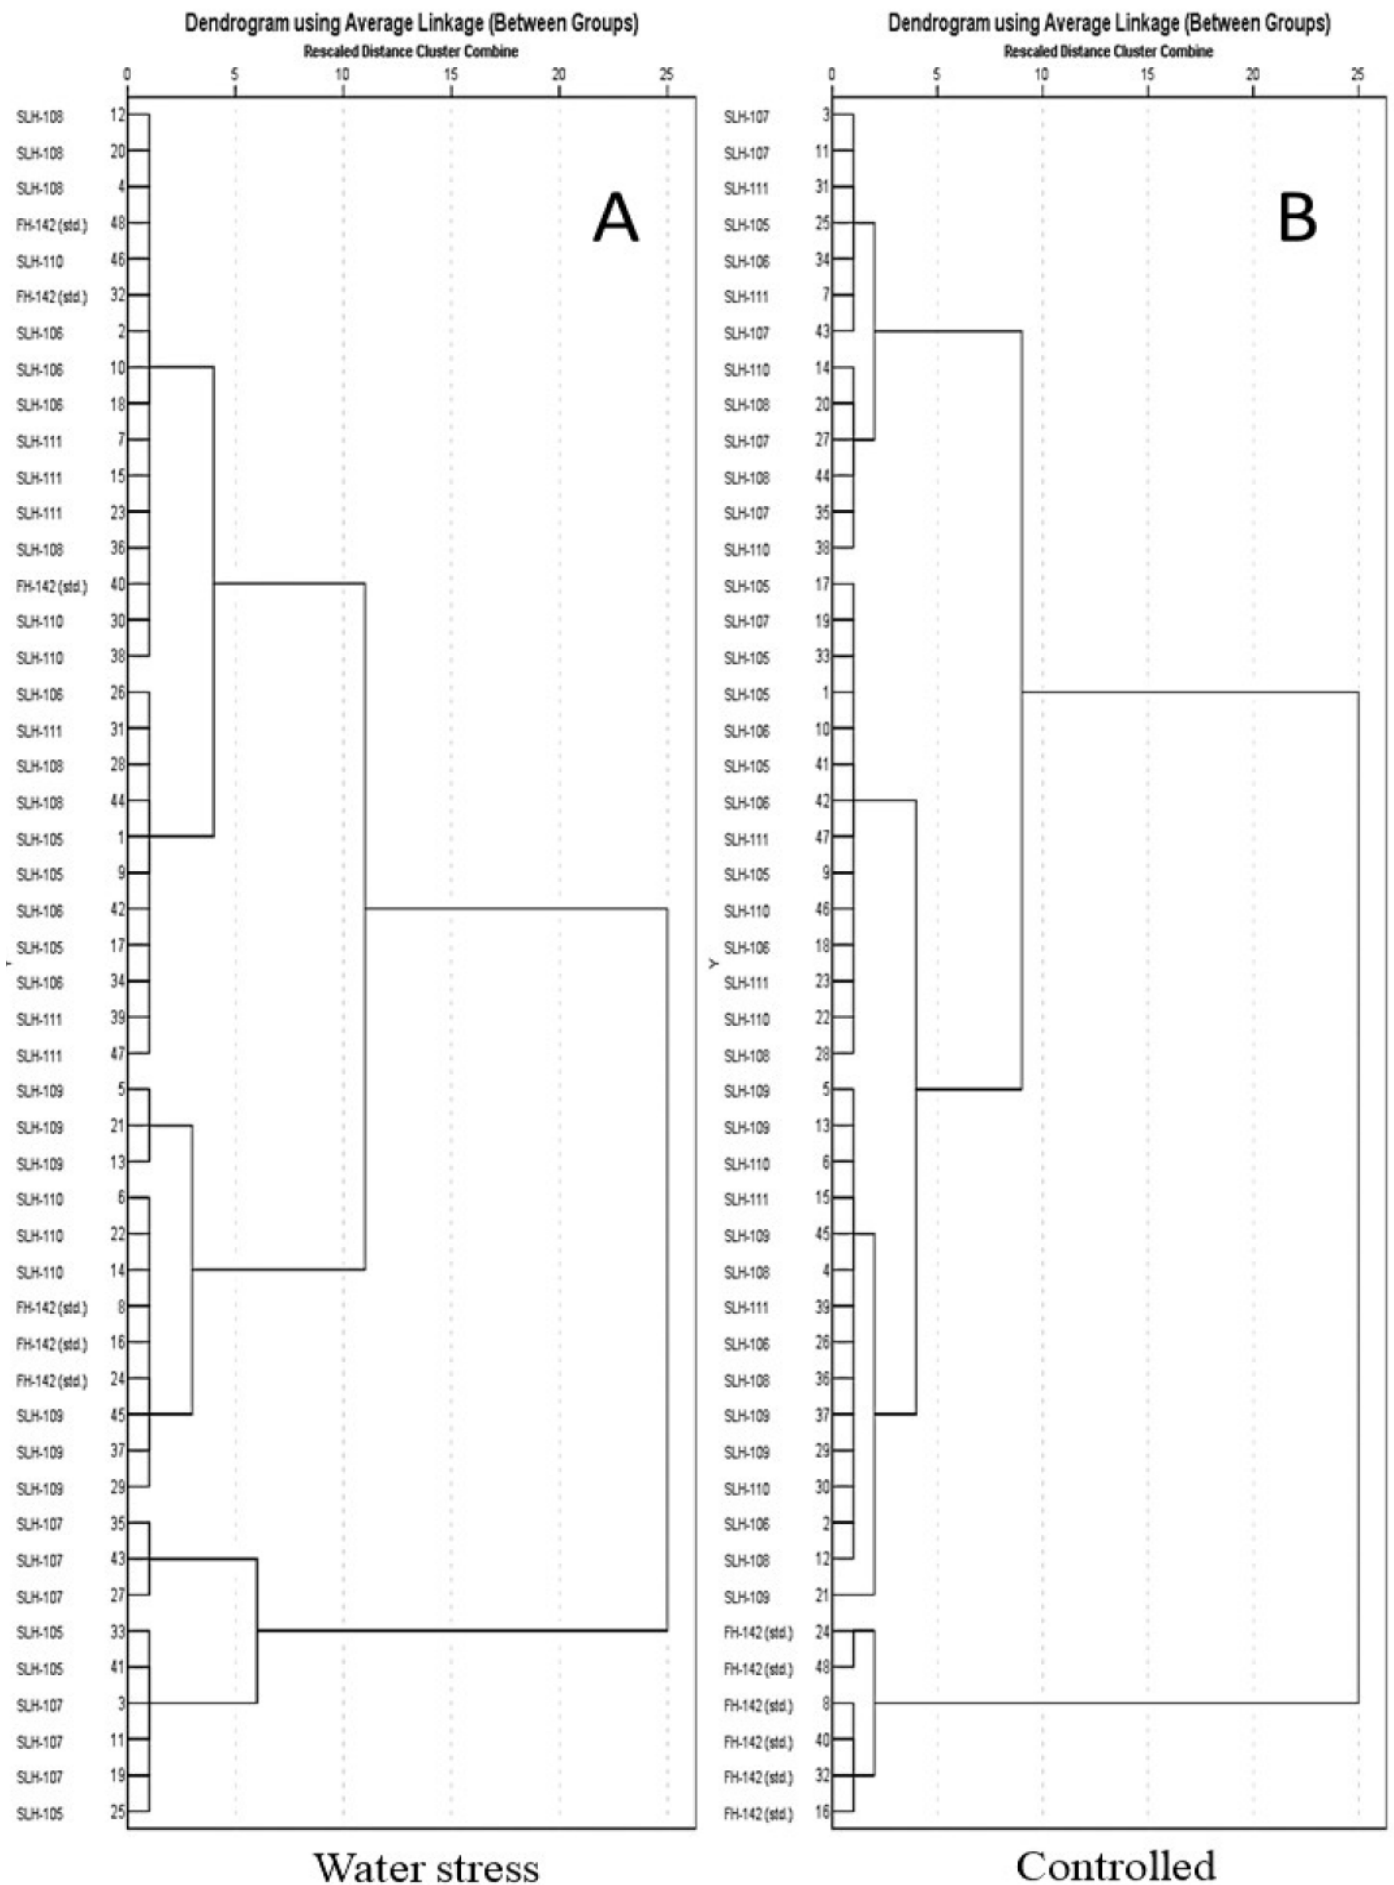 Dendrogram using Average Linkage (Between Groups)
Rescaled Distance Cluster Combine
0 5 10 15 20 25
A
SLH-108 12
SLH-108 20
SLH-108 4
FH-142 (std.) 48
SLH-110 46
FH-142 (std.) 32
SLH-106 2
SLH-106 10
SLH-106 18
SLH-111 7
SLH-111 15
SLH-111 23
SLH-108 36
FH-142 (std.) 40
SLH-110 30
SLH-110 38
SLH-106 26
SLH-111 31
SLH-108 28
SLH-108 44
SLH-105 1
SLH-105 9
SLH-106 42
SLH-105 17
SLH-106 34
SLH-111 39
SLH-111 47
SLH-109 5
SLH-109 21
SLH-109 13
SLH-110 6
SLH-110 22
SLH-110 14
FH-142 (std.) 8
FH-142 (std.) 16
FH-142 (std.) 24
SLH-109 45
SLH-109 37
SLH-109 29
SLH-107 35
SLH-107 43
SLH-107 27
SLH-105 33
SLH-105 41
SLH-107 3
SLH-107 11
SLH-107 19
SLH-105 25
Water stress
Dendrogram using Average Linkage (Between Groups)
Rescaled Distance Cluster Combine
0 5 10 15 20 25
B
SLH-107 3
SLH-107 11
SLH-111 31
SLH-105 25
SLH-106 34
SLH-111 7
SLH-107 43
SLH-110 14
SLH-108 20
SLH-107 27
SLH-108 44
SLH-107 35
SLH-110 38
SLH-105 17
SLH-107 19
SLH-105 33
SLH-105 1
SLH-106 10
SLH-105 41
SLH-106 42
SLH-111 47
SLH-105 9
SLH-110 46
SLH-106 18
Y
SLH-111 23
SLH-110 22
SLH-108 28
SLH-109 5
SLH-109 13
SLH-110 6
SLH-111 15
SLH-109 45
SLH-108 4
SLH-111 39
SLH-106 26
SLH-108 36
SLH-109 37
SLH-109 29
SLH-110 30
SLH-106 2
SLH-108 12
SLH-109 21
FH-142 (std.) 24
FH-142 (std.) 48
FH-142 (std.) 8
FH-142 (std.) 40
FH-142 (std.) 32
FH-142 (std.) 16
Controlled